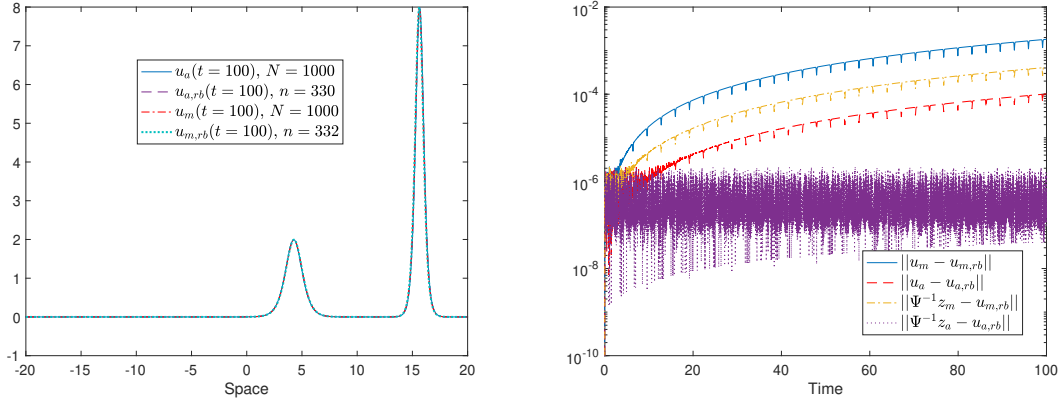 8
7
6
5
4
3
2
1
0
-1
-20 -15 -10 -5 0 5 10 15 20
Space
u_a(t = 100), N = 1000
u_{a,rb}(t = 100), n = 330
u_m(t = 100), N = 1000
u_{m,rb}(t = 100), n = 332
10^{-2}
10^{-4}
10^{-6}
10^{-8}
10^{-10}
0 20 40 60 80 100
Time
||u_m − u_{m,rb}||
||u_a − u_{a,rb}||
||Ψ^{-1}z_m − u_{m,rb}||
||Ψ^{-1}z_a − u_{a,rb}||